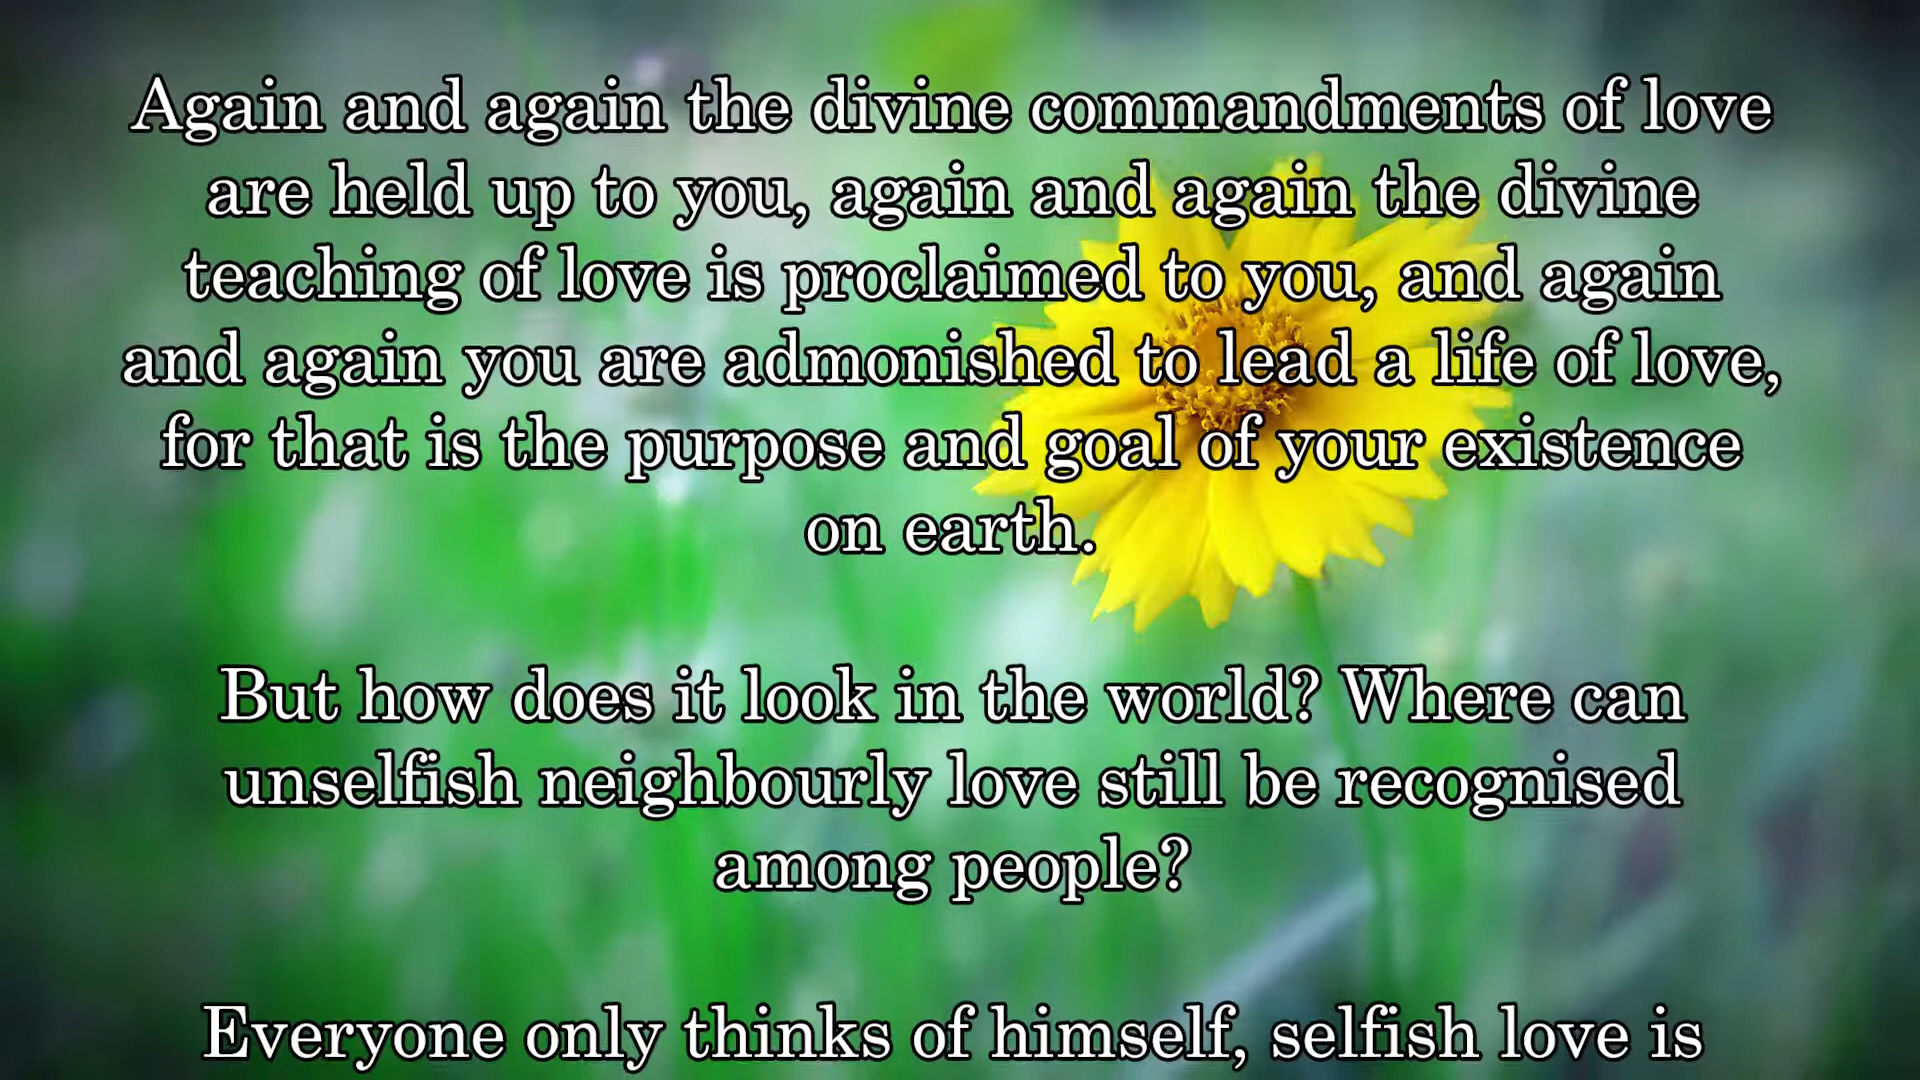 Again and again the divine commandments of love
are held up to you, again and again the divine
teaching of love is proclaimed to you, and again
and again you are admonished to lead a life of love,
for that is the purpose and goal of your existence
on earth.
But how does it look in the world? Where can
unselfish neighbourly love still be recognised
among people?
Everyone only thinks of himself, selfish love is